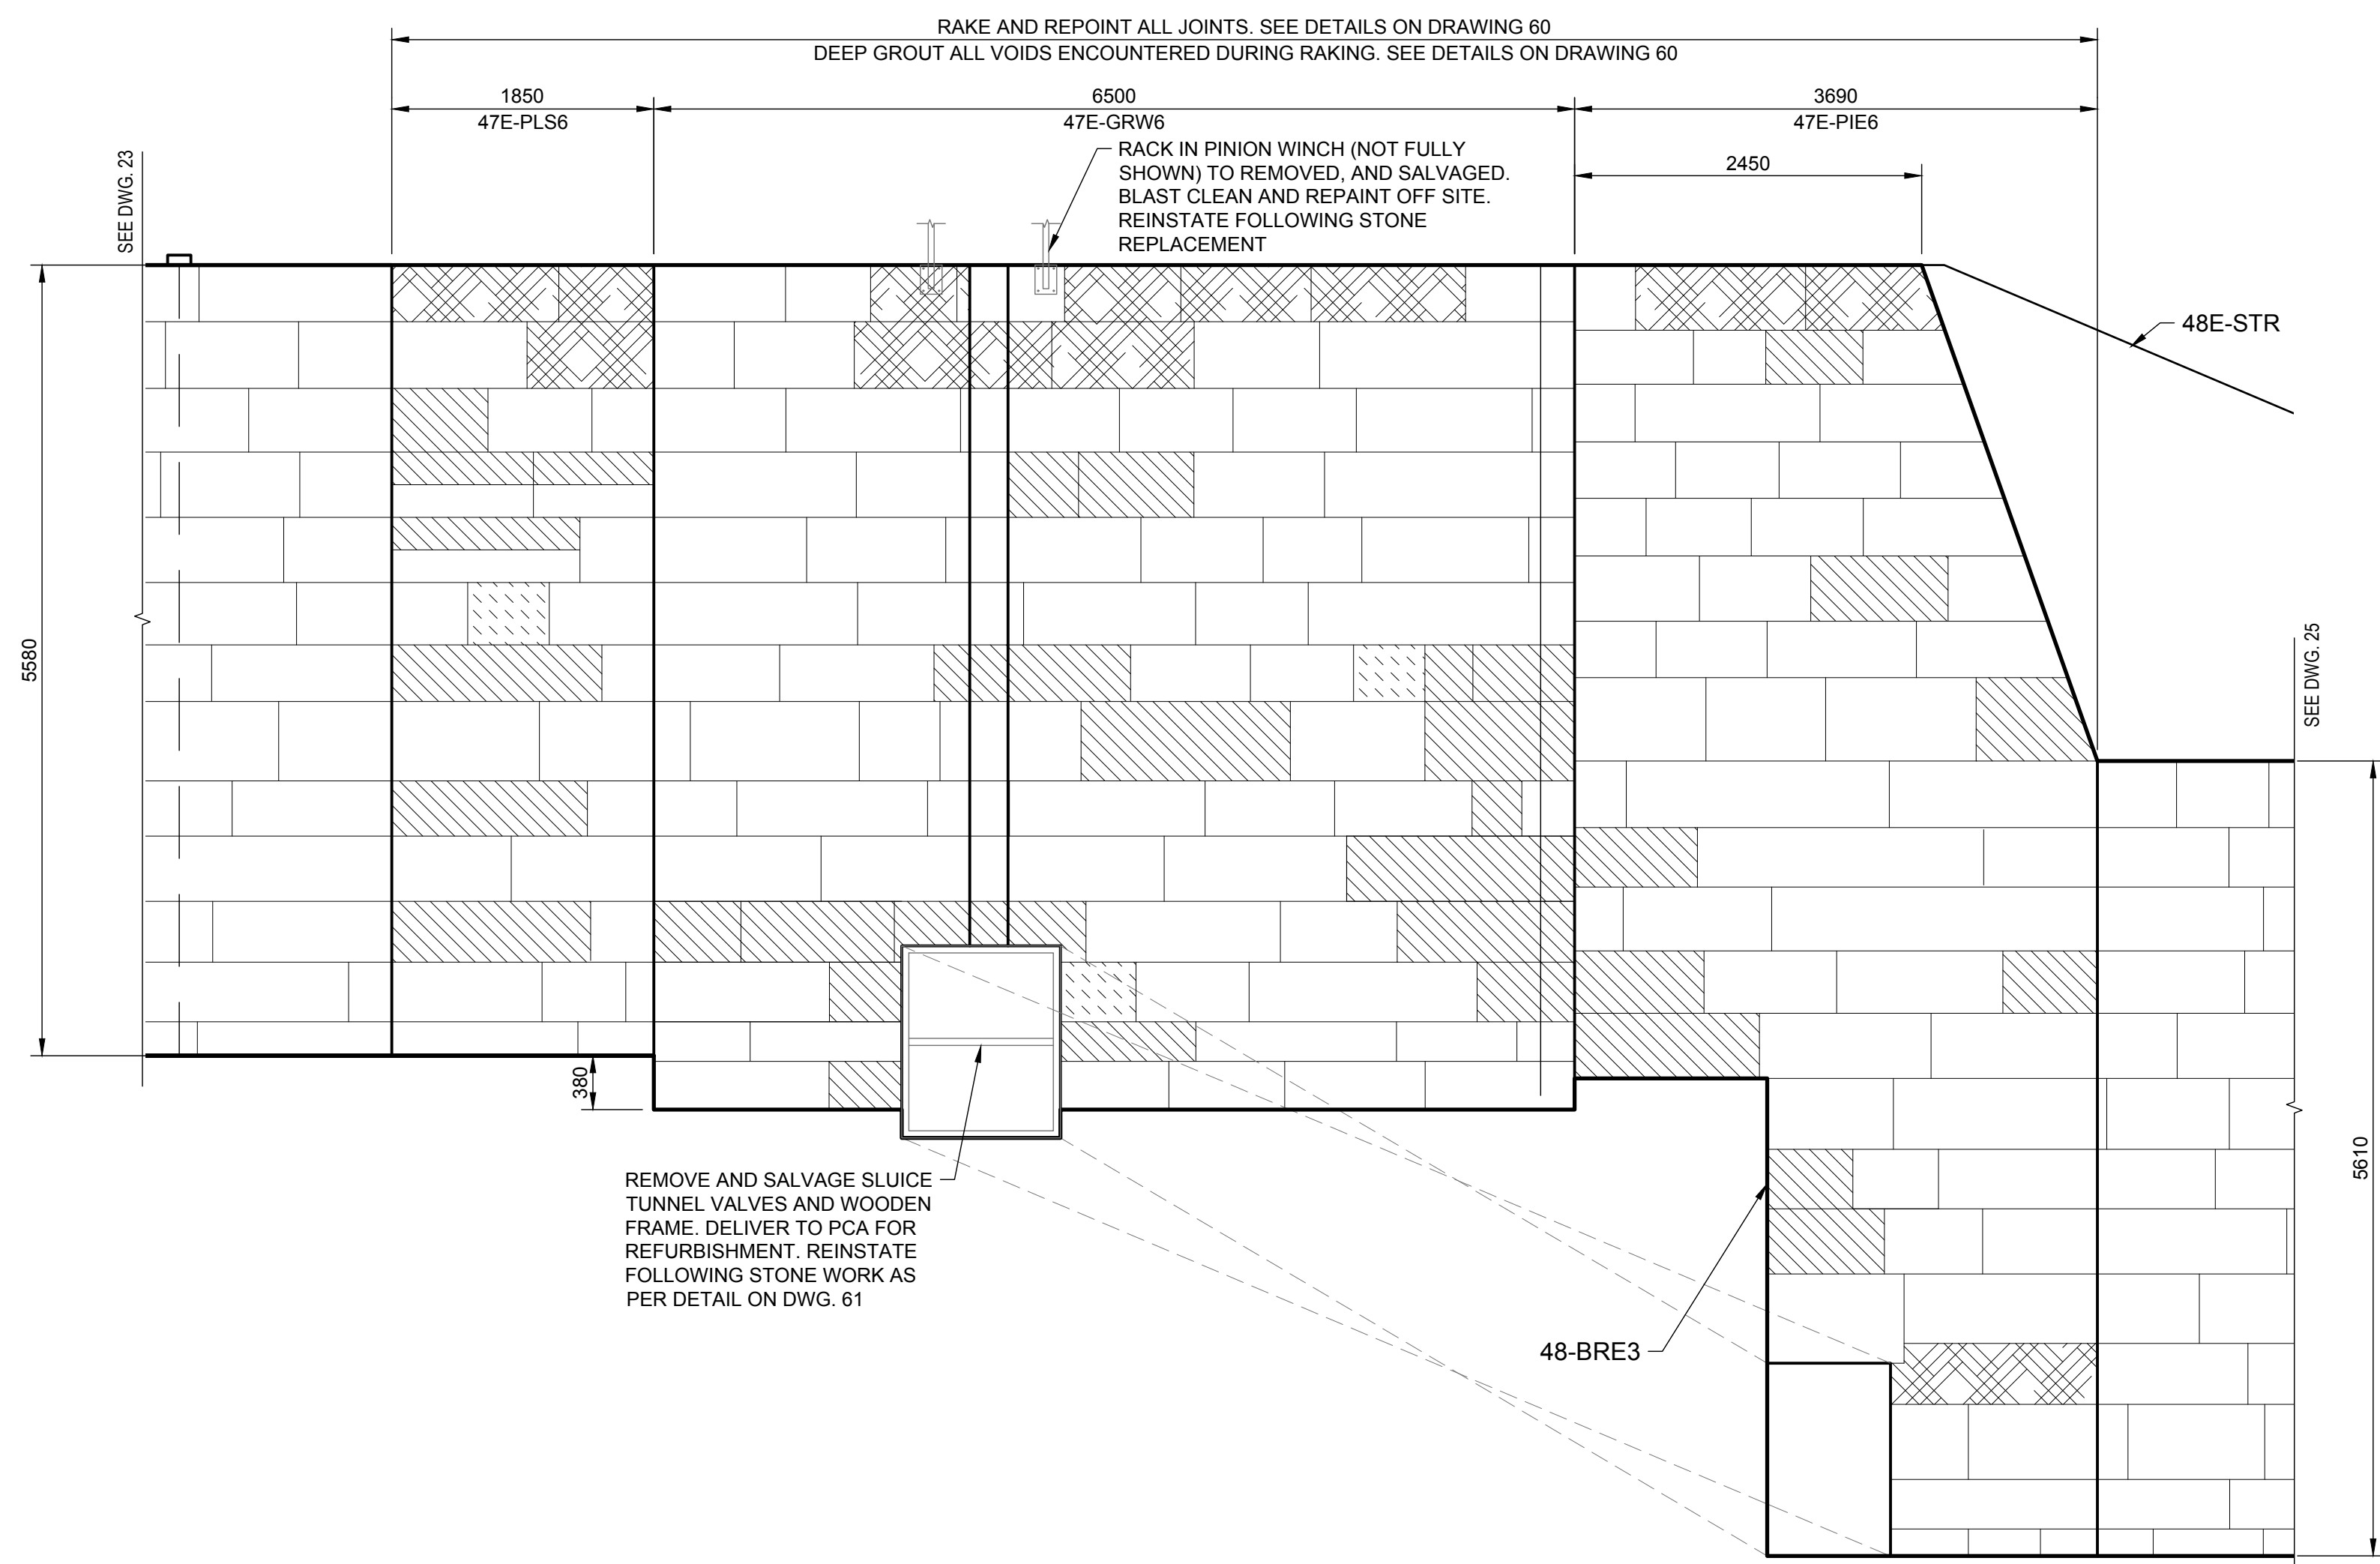 RAKE AND REPOINT ALL JOINTS. SEE DETAILS ON DRAWING 60
DEEP GROUT ALL VOIDS ENCOUNTERED DURING RAKING. SEE DETAILS ON DRAWING 60
1850
6500
3690
47E-PLS6
47E-GRW6
47E-PIE6
SEE DWG. 23
RACK IN PINION WINCH (NOT FULLY
SHOWN) TO REMOVED, AND SALVAGED.
BLAST CLEAN AND REPAINT OFF SITE.
REINSTATE FOLLOWING STONE
REPLACEMENT
2450
48E-STR
5580
SEE DWG. 25
380
5610
REMOVE AND SALVAGE SLUICE
TUNNEL VALVES AND WOODEN
FRAME. DELIVER TO PCA FOR
REFURBISHMENT. REINSTATE
FOLLOWING STONE WORK AS
PER DETAIL ON DWG. 61
48-BRE3